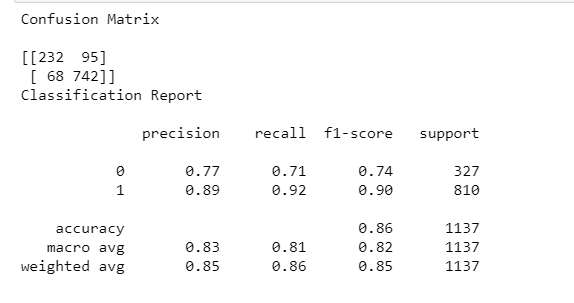 Confusion Matrix
[[232  95]
 [ 68 742]]
Classification Report
precision    recall  f1-score   support
0       0.77      0.71      0.74       327
1       0.89      0.92      0.90       810
accuracy                           0.86      1137
macro avg       0.83      0.81      0.82      1137
weighted avg       0.85      0.86      0.85      1137